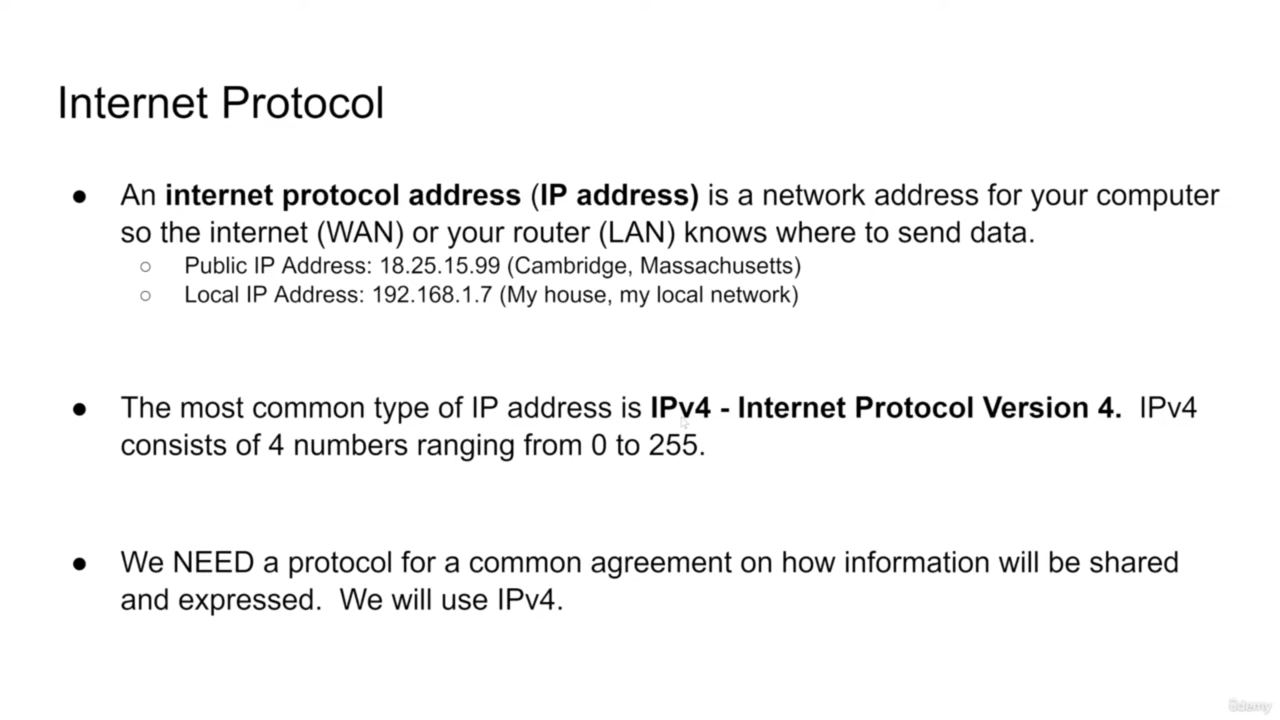 Internet Protocol
● An internet protocol address (IP address) is a network address for your computer
so the internet (WAN) or your router (LAN) knows where to send data.
○ Public IP Address: 18.25.15.99 (Cambridge, Massachusetts)
○ Local IP Address: 192.168.1.7 (My house, my local network)
● The most common type of IP address is IPv4 - Internet Protocol Version 4. IPv4
consists of 4 numbers ranging from 0 to 255.
● We NEED a protocol for a common agreement on how information will be shared
and expressed. We will use IPv4.
ûdemy